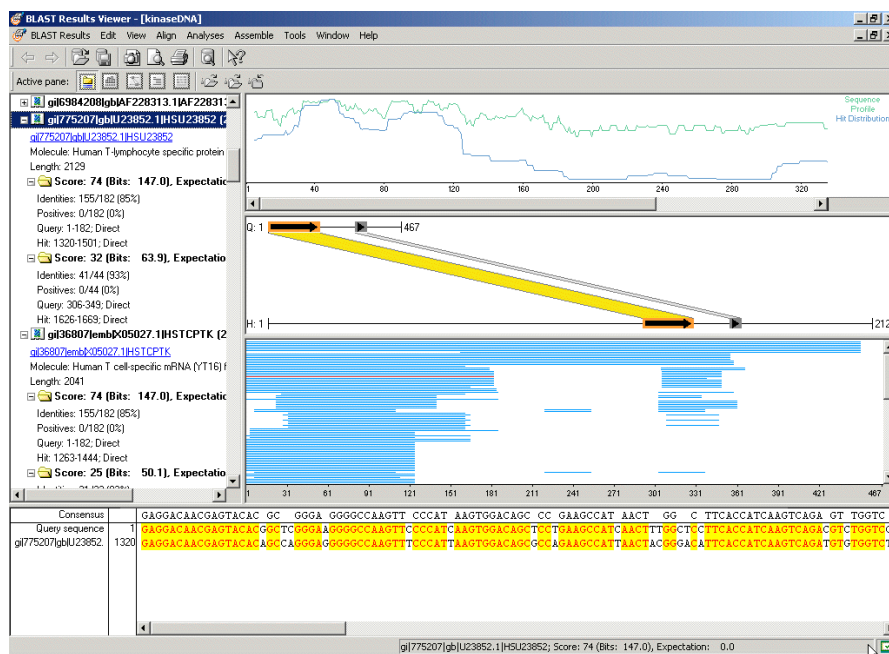 BLAST Results Viewer - [kinaseDNA]
BLAST Results Edit View Align Analyses Assemble Tools Window Help
Active pane:
gi|6984208|gb|AF228313.1|AF22831
gi|775207|gb|U23852.1|HSU23852 (2
gi|775207|gb|U23852.1|HSU23852
Molecule: Human T-lymphocyte specific protein
Length: 2129
Score: 74 (Bits: 147.0), Expectatio
Identities: 155/182 (85%)
Positives: 0/182 (0%)
Query: 1-182; Direct
Hit: 1320-1501; Direct
Score: 32 (Bits: 63.9), Expectatio
Identities: 41/44 (93%)
Positives: 0/44 (0%)
Query: 306-349; Direct
Hit: 1626-1669; Direct
gi|36807|emb|X05027.1|HSTCPTK (2
gi|36807|emb|X05027.1|HSTCPTK
Molecule: Human T cell-specific mRNA (YT16) f
Length: 2041
Score: 74 (Bits: 147.0), Expectatio
Identities: 155/182 (85%)
Positives: 0/182 (0%)
Query: 1-182; Direct
Hit: 1263-1444; Direct
Score: 25 (Bits: 50.1), Expectatio
Sequence
Profile
Hit Distribution
1 40 80 120 160 200 240 280 320
Q: 1 467
H: 1 212
1 31 61 91 121 151 181 211 241 271 301 331 361 391 421 467
Consensus GAGGACAACGAGTACAC GC GGGA GGGGCCAAGTT CCCAT AAGTGGACAGC CC GAAGCCAT AACT GG C TTCACCATCAAGTCAGA GT TGGTC
Query sequence 1 GAGGACAACGAGTACACGGCTCGGGAAGGGGCCAAGTTCCCCATCAAGTGGACAGCTCCTGAAGCCATCAACTTTGGCTCCTTCACCATCAAGTCAGACGTCTGGTCC
gi|775207|gb|U23852. 1320 GAGGACAACGAGTACACAGCCAGGGAGGGGGCCAAGTTTCCCATTAAGTGGACAGCGCCAGAAGCCATTAACTACGGGACATTCACCATCAAGTCAGATGTGTGGTCT
gi|775207|gb|U23852.1|HSU23852; Score: 74 (Bits: 147.0), Expectation: 0.0